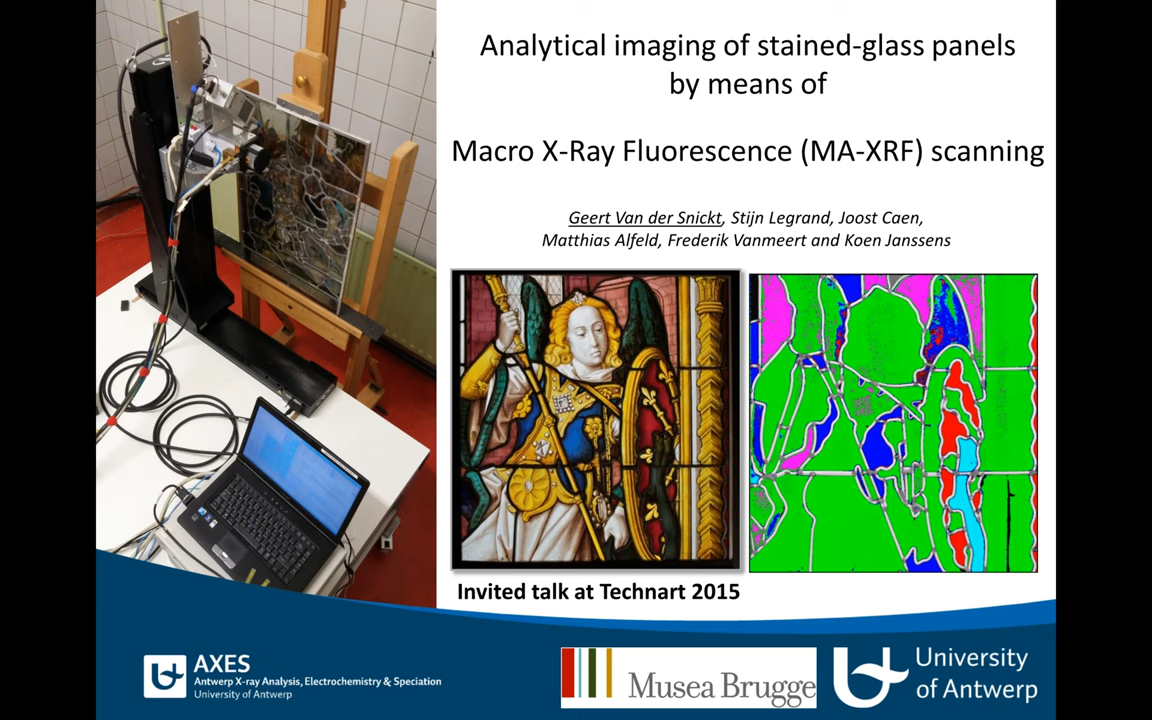 Analytical imaging of stained-glass panels
by means of
Macro X-Ray Fluorescence (MA-XRF) scanning
Geert Van der Snickt, Stijn Legrand, Joost Caen,
Matthias Alfeld, Frederik Vanmeert and Koen Janssens
Invited talk at Technart 2015
AXES
Antwerp X-ray Analysis, Electrochemistry & Speciation
University of Antwerp
Musea Brugge
University
of Antwerp